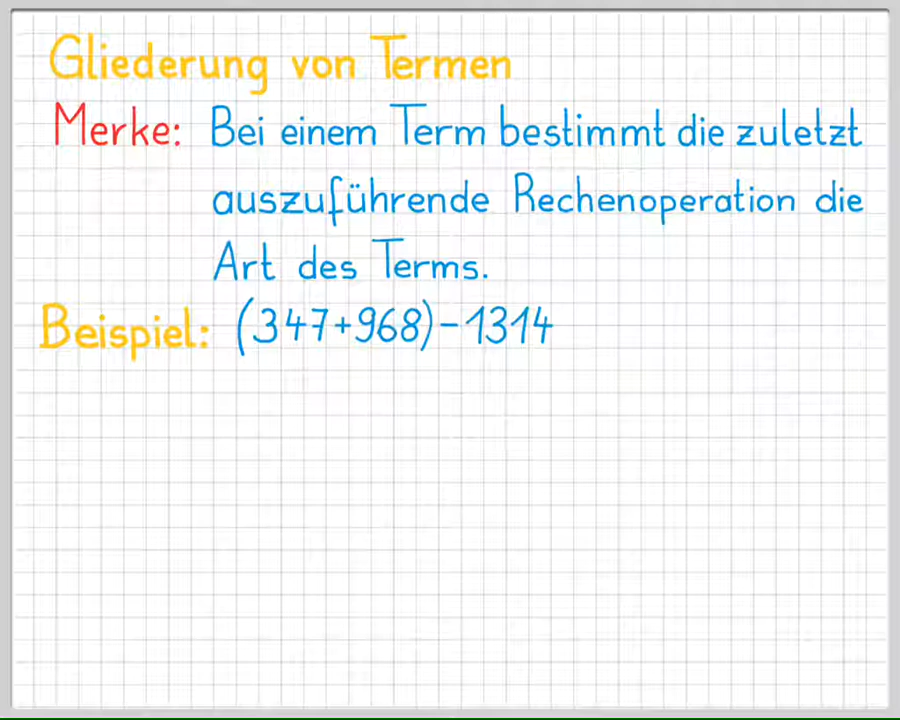 Gliederung von Termen
Merke: Bei einem Term bestimmt die zuletzt
auszuführende Rechenoperation die
Art des Terms.
Beispiel: (347+968)-1314